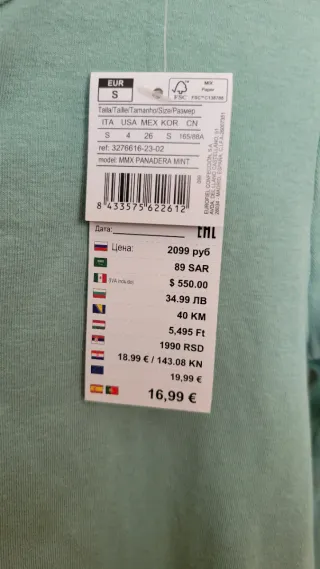 EUR
S
FSC
MIX
Paper
Talla/Taille/Tamanho/Size/Размер
ITA USA MEX KOR CN
S 4 26 S 165/88A
ref: 3276616-23-02
model: MMX PANADERA MINT
8 433575 622612
Дата:
EAC
Цена: 2099 руб
89 SAR
$ 550.00
34.99 ЛВ
40 KM
5,495 Ft
1990 RSD
18.99 € / 143.08 KN
19,99 €
16,99 €